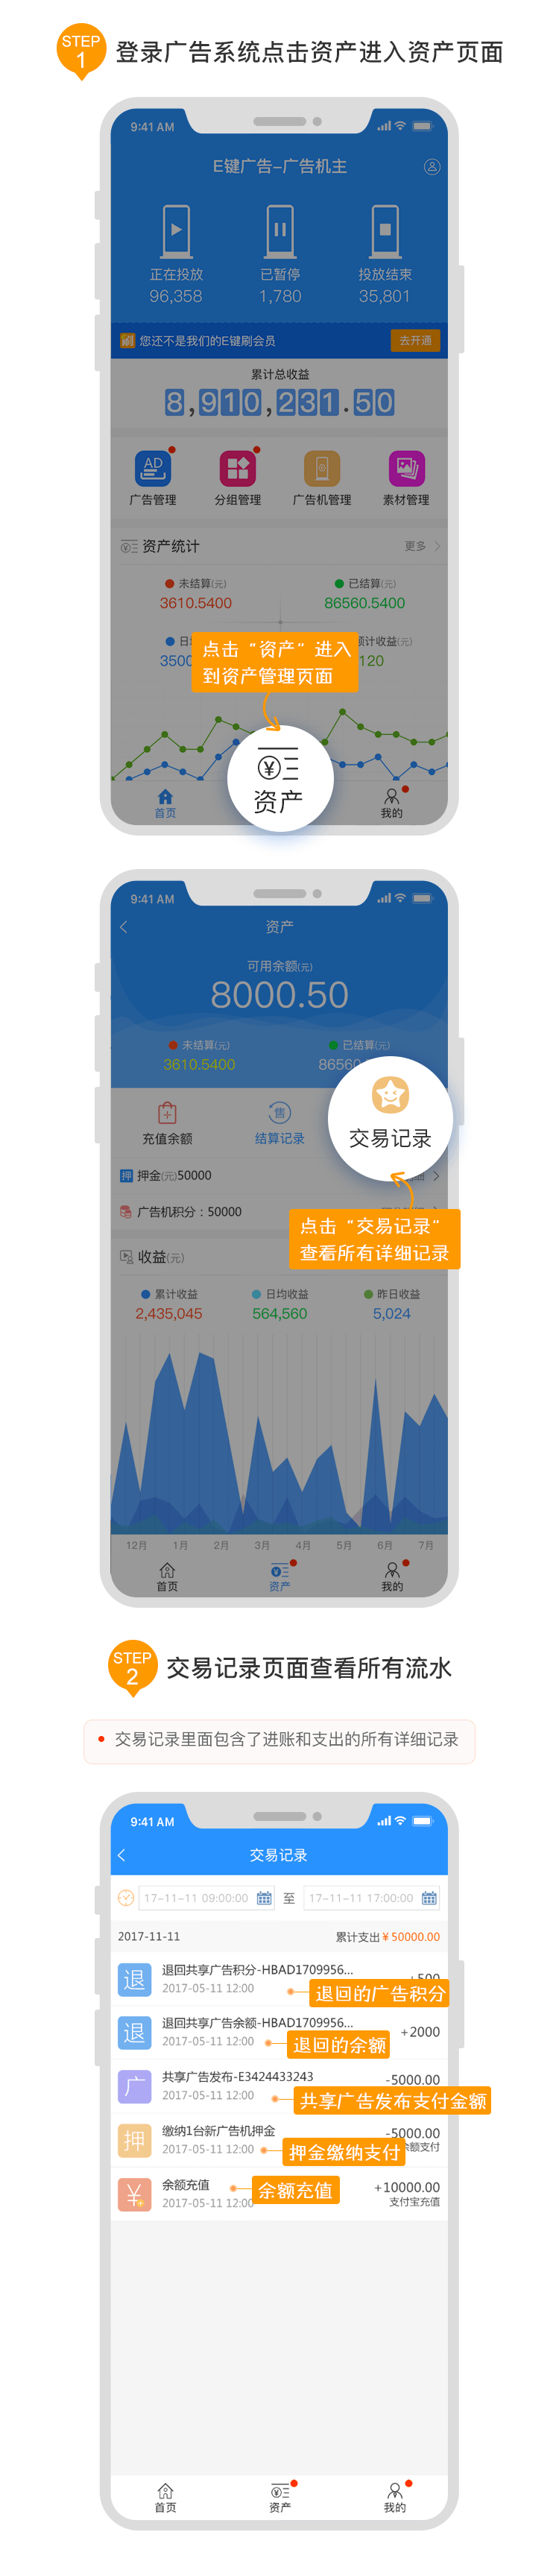 STEP
1
登录广告系统点击资产进入资产页面
9:41 AM
E键广告-广告机主
正在投放 已暂停 投放结束
96,358 1,780 35,801
刷 您还不是我们的E键刷会员 去开通
累计总收益
8,910,231.50
AD
广告管理 分组管理 广告机管理 素材管理
资产统计 更多
未结算(元) 已结算(元)
3610.5400 86560.5400
计收益(元)
3500 120
点击“资产”进入
到资产管理页面
资产
首页 我的
9:41 AM
资产
可用余额(元)
8000.50
未结算(元) 已结算(元)
3610.5400 86560
售
充值余额 结算记录 交易记录
押 押金(元)50000
广告机积分：50000
点击“交易记录”
查看所有详细记录
收益(元)
累计收益 日均收益 昨日收益
2,435,045 564,560 5,024
12月 1月 2月 3月 4月 5月 6月 7月
首页 资产 我的
STEP
2
交易记录页面查看所有流水
交易记录里面包含了进账和支出的所有详细记录
9:41 AM
交易记录
17-11-11 09:00:00 至 17-11-11 17:00:00
2017-11-11 累计支出 ¥ 50000.00
退 退回共享广告积分-HBAD1709956...
+500
2017-05-11 12:00 退回的广告积分
退 退回共享广告余额-HBAD1709956...
+2000
2017-05-11 12:00 退回的余额
广 共享广告发布-E3424433243
-5000.00
2017-05-11 12:00 共享广告发布支付金额
押 缴纳1台新广告机押金
-5000.00
2017-05-11 12:00 押金缴纳支付 余额支付
¥ 余额充值 余额充值 +10000.00
2017-05-11 12:00 支付宝充值
首页 资产 我的